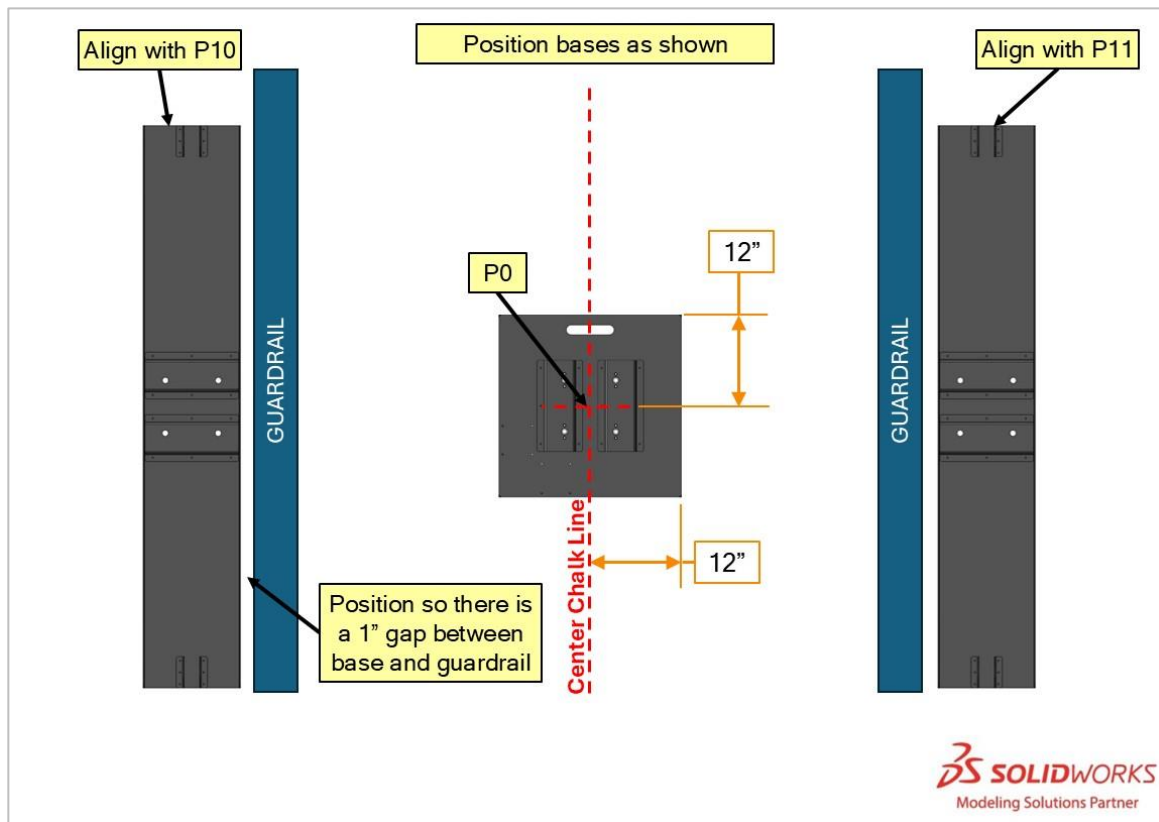 Position bases as shown
Align with P10
Align with P11
12”
P0
GUARDRAIL
GUARDRAIL
Center Chalk Line
12”
Position so there is
a 1” gap between
base and guardrail
SOLIDWORKS
Modeling Solutions Partner